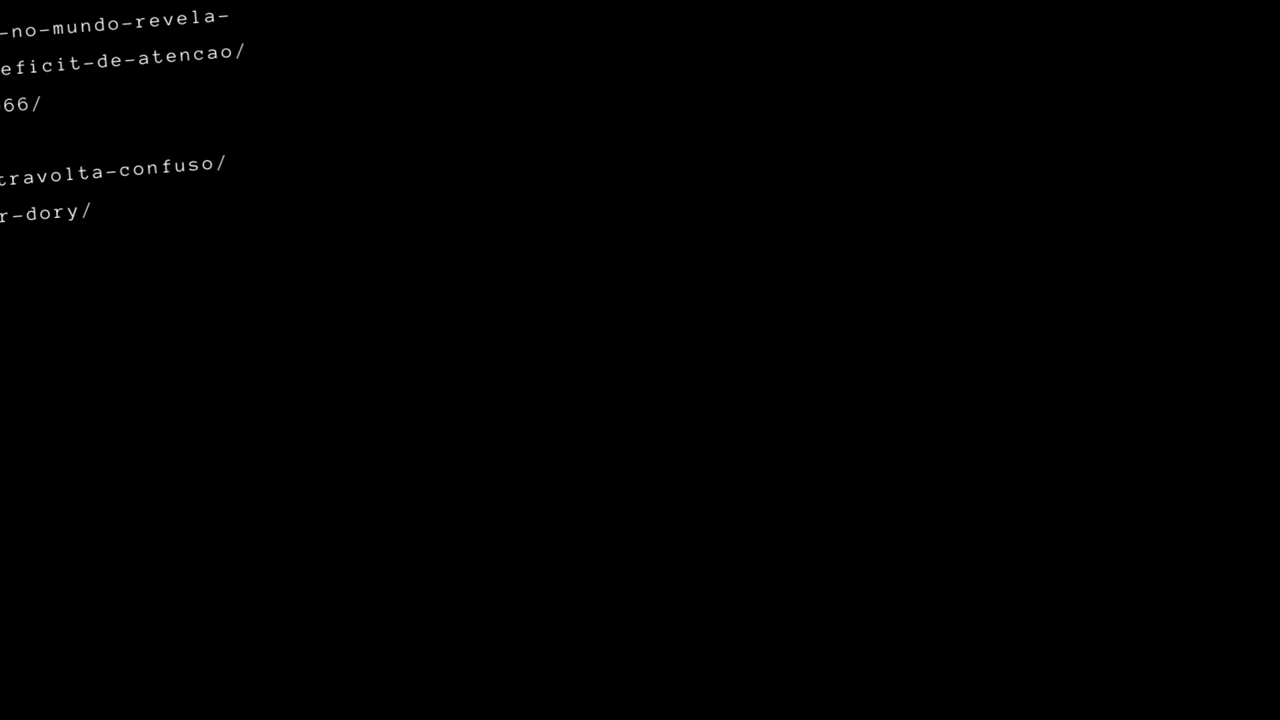 -no-mundo-revela-
eficit-de-atencao/
66/
travolta-confuso/
r-dory/